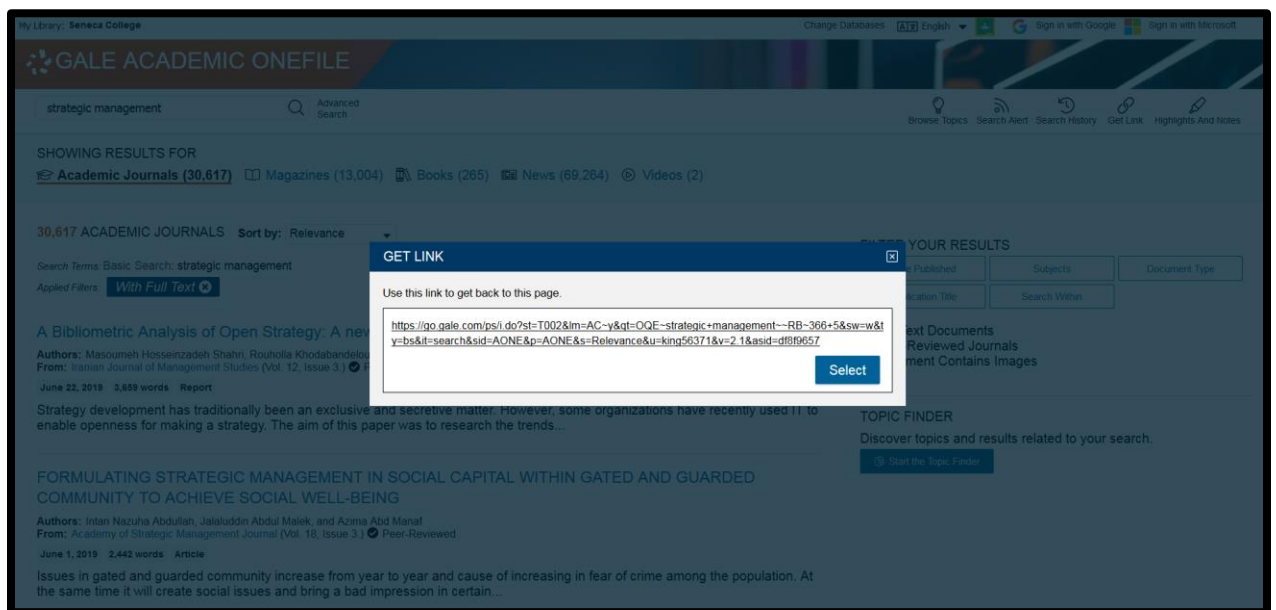 My Library: Seneca College
Change Databases English Sign in with Google Sign in with Microsoft
GALE ACADEMIC ONEFILE
strategic management
Advanced Search
Browse Topics Search Alert Search History Get Link Highlights And Notes
SHOWING RESULTS FOR
Academic Journals (30,617) Magazines (13,004) Books (265) News (69,264) Videos (2)
30,617 ACADEMIC JOURNALS Sort by: Relevance
Search Terms: Basic Search: strategic management
Applied Filters: With Full Text
GET LINK
Use this link to get back to this page.
https://go.gale.com/ps/i.do?st=T002&lm=AC~y&qt=OQE~strategic+management~~RB~366+5&sw=w&t
y=bs&it=search&sid=AONE&p=AONE&s=Relevance&u=king56371&v=2.1&asid=df8f9657
Select
A Bibliometric Analysis of Open Strategy: A new
Authors: Masoumeh Hosseinzadeh Shahri, Rouholla Khodabandelou
From: Iranian Journal of Management Studies (Vol. 12, Issue 3.)
June 22, 2019 3,659 words Report
Strategy development has traditionally been an exclusive and secretive matter. However, some organizations have recently used IT to
enable openness for making a strategy. The aim of this paper was to research the trends...
FORMULATING STRATEGIC MANAGEMENT IN SOCIAL CAPITAL WITHIN GATED AND GUARDED
COMMUNITY TO ACHIEVE SOCIAL WELL-BEING
Authors: Intan Nazuha Abdullah, Jalaluddin Abdul Malek, and Azima Abd Manaf
From: Academy of Strategic Management Journal (Vol. 18, Issue 3.) Peer-Reviewed
June 1, 2019 2,442 words Article
Issues in gated and guarded community increase from year to year and cause of increasing in fear of crime among the population. At
the same time it will create social issues and bring a bad impression in certain...
YOUR RESULTS
Published Subjects Document Type
Title Search Within
Text Documents
Reviewed Journals
Contains Images
TOPIC FINDER
Discover topics and results related to your search.
Start the Topic Finder